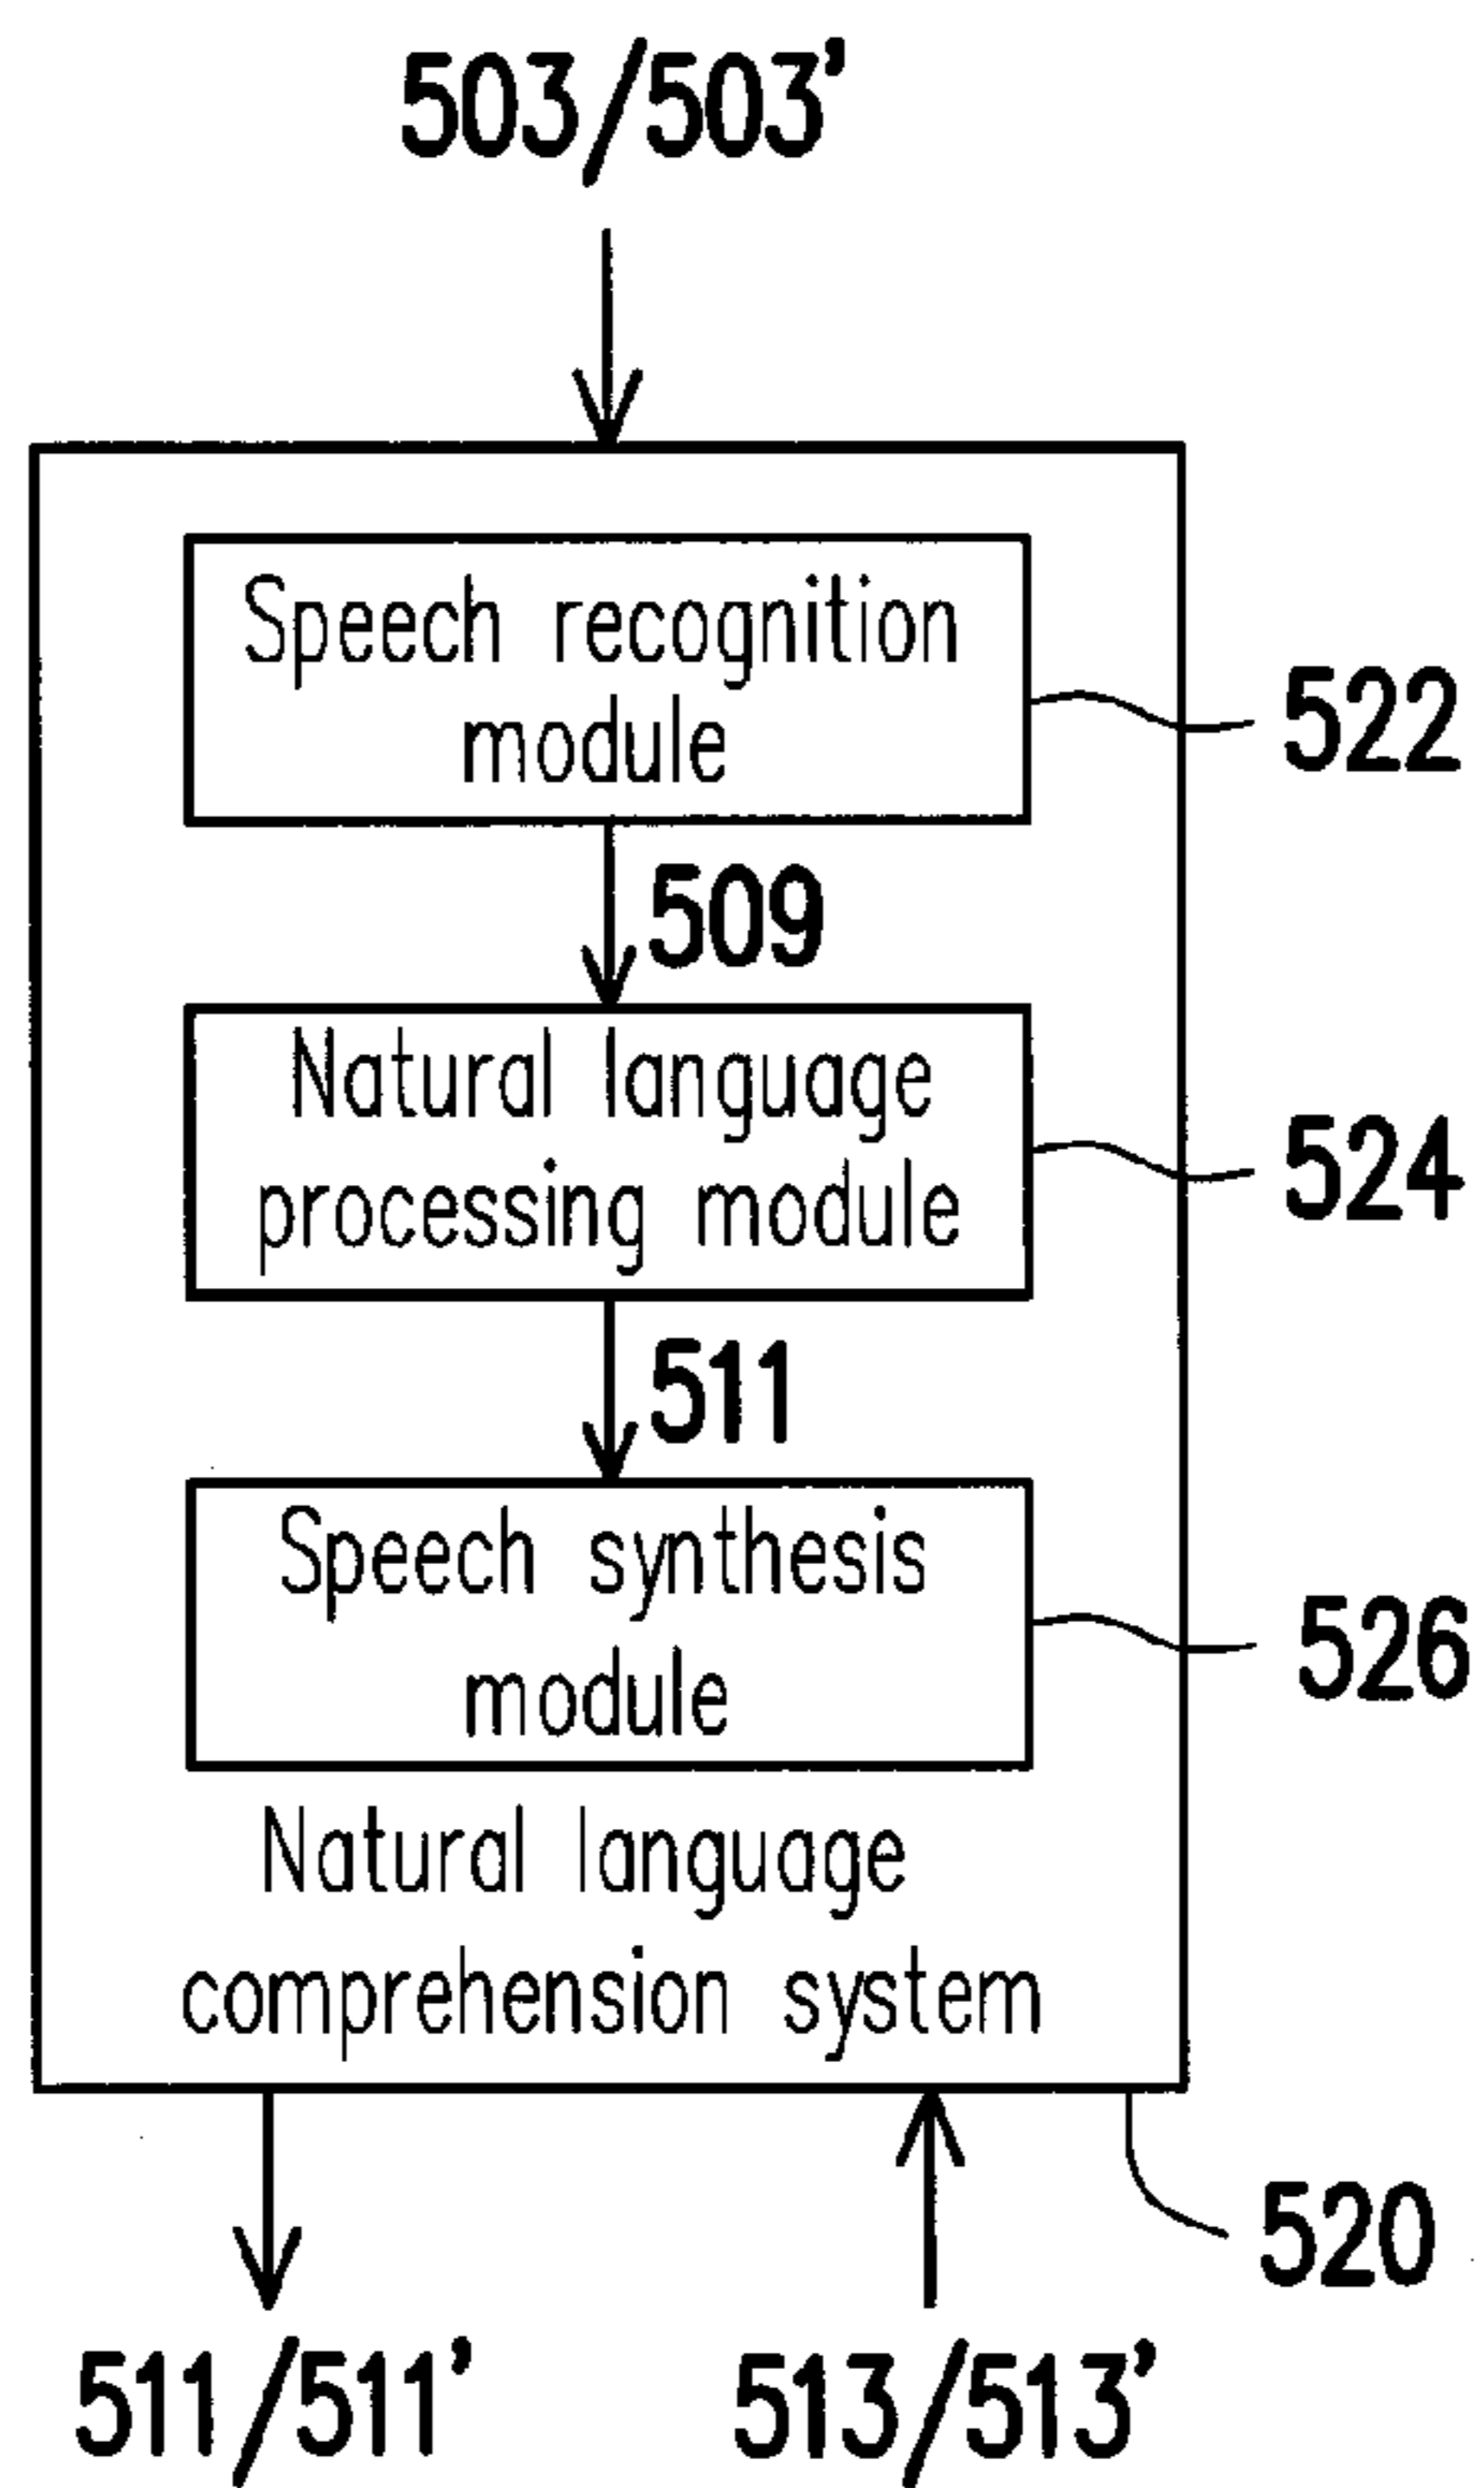 503/503'
Speech recognition
module
522
509
Natural language
processing module
524
511
Speech synthesis
module
526
Natural language
comprehension system
520
511/511'
513/513'